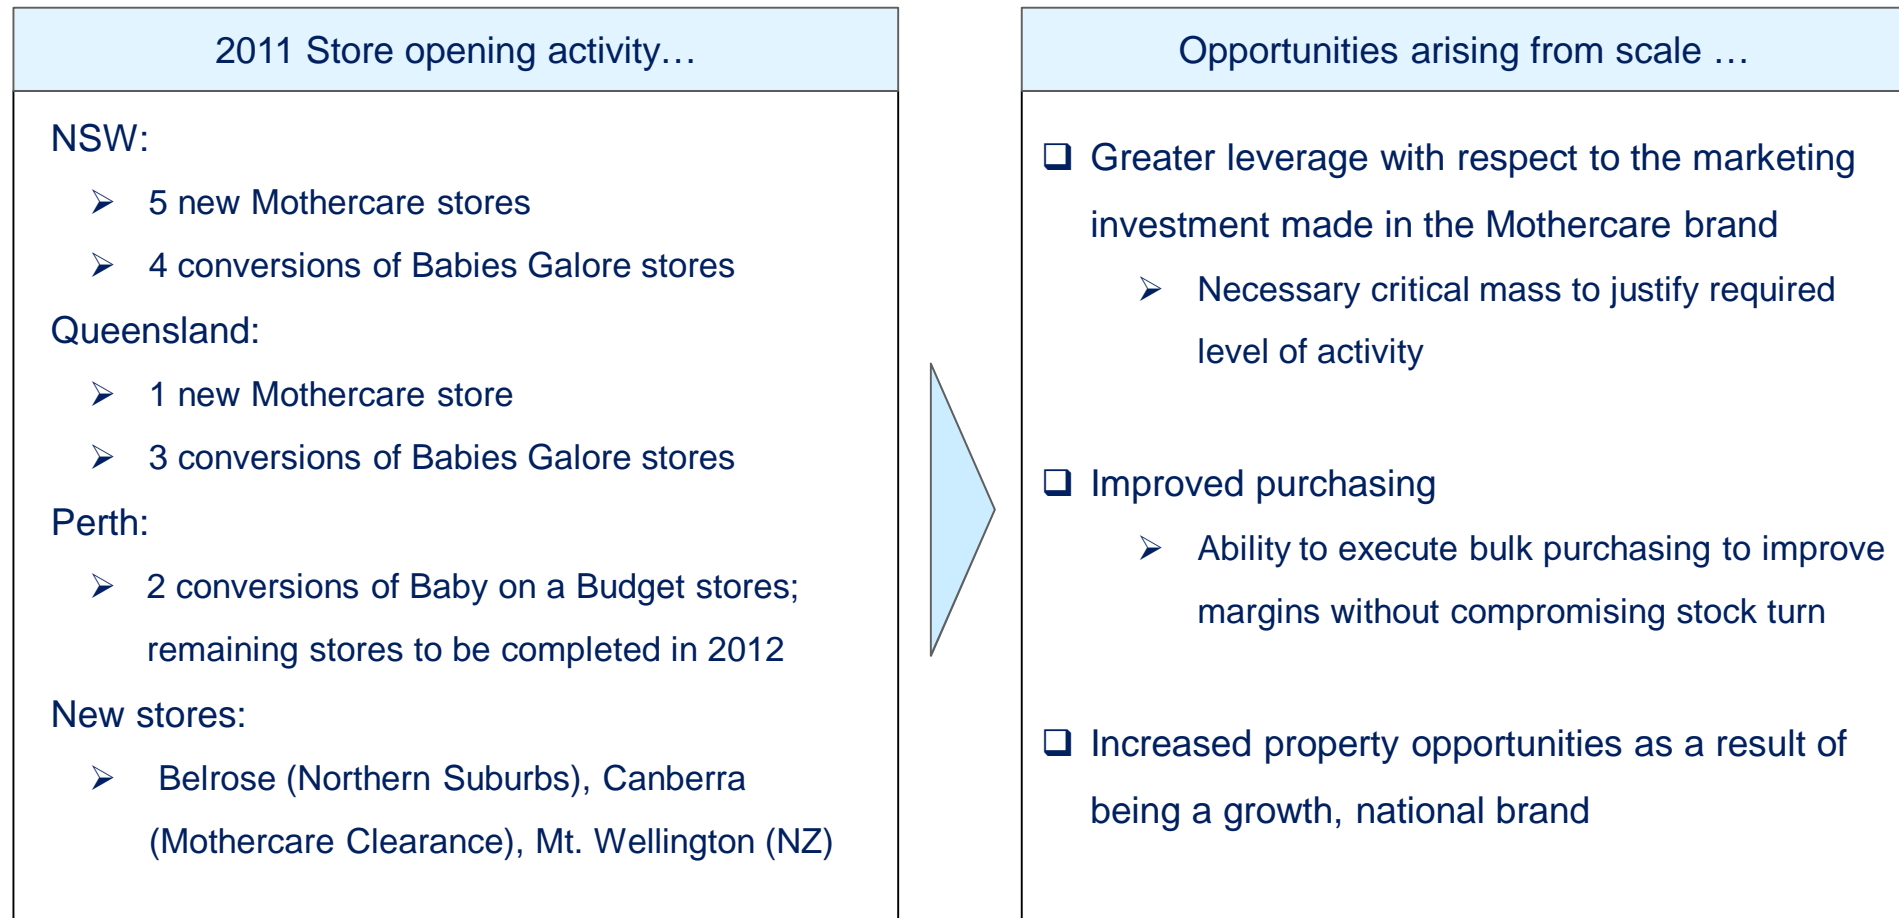 2011 Store opening activity…
NSW:
➢ 5 new Mothercare stores
➢ 4 conversions of Babies Galore stores
Queensland:
➢ 1 new Mothercare store
➢ 3 conversions of Babies Galore stores
Perth:
➢ 2 conversions of Baby on a Budget stores;
remaining stores to be completed in 2012
New stores:
➢ Belrose (Northern Suburbs), Canberra
(Mothercare Clearance), Mt. Wellington (NZ)
Opportunities arising from scale …
❑ Greater leverage with respect to the marketing
investment made in the Mothercare brand
➢ Necessary critical mass to justify required
level of activity
❑ Improved purchasing
➢ Ability to execute bulk purchasing to improve
margins without compromising stock turn
❑ Increased property opportunities as a result of
being a growth, national brand